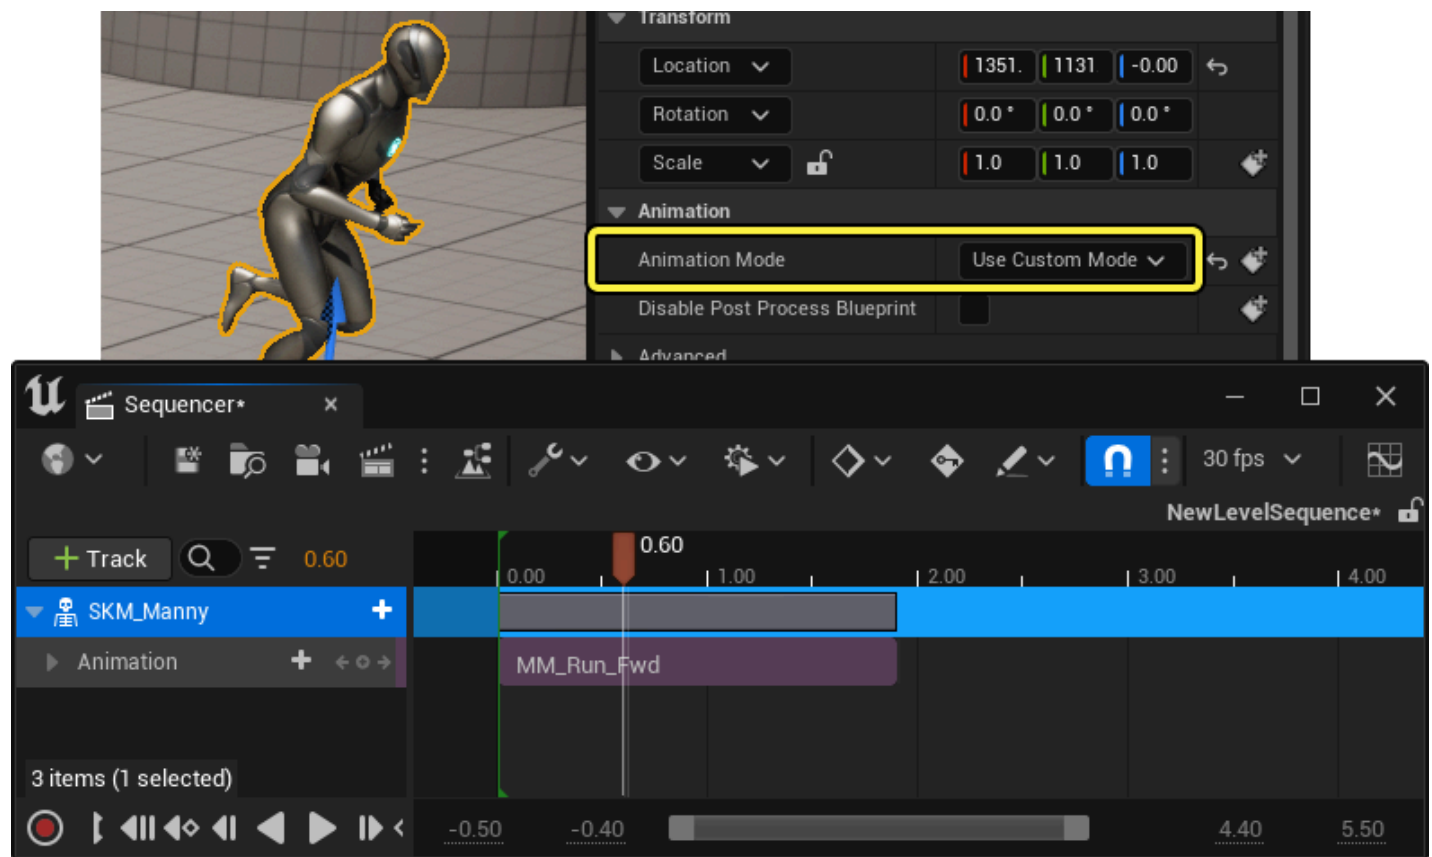 Transform
Location 1351. 1131 -0.00
Rotation 0.0 ° 0.0 ° 0.0 °
Scale 1.0 1.0 1.0
Animation
Animation Mode Use Custom Mode
Disable Post Process Blueprint
Advanced
Sequencer*
30 fps
NewLevelSequence*
Track 0.60
0.60
0.00 1.00 2.00 3.00 4.00
SKM_Manny
Animation MM_Run_Fwd
3 items (1 selected)
-0.50 -0.40 4.40 5.50